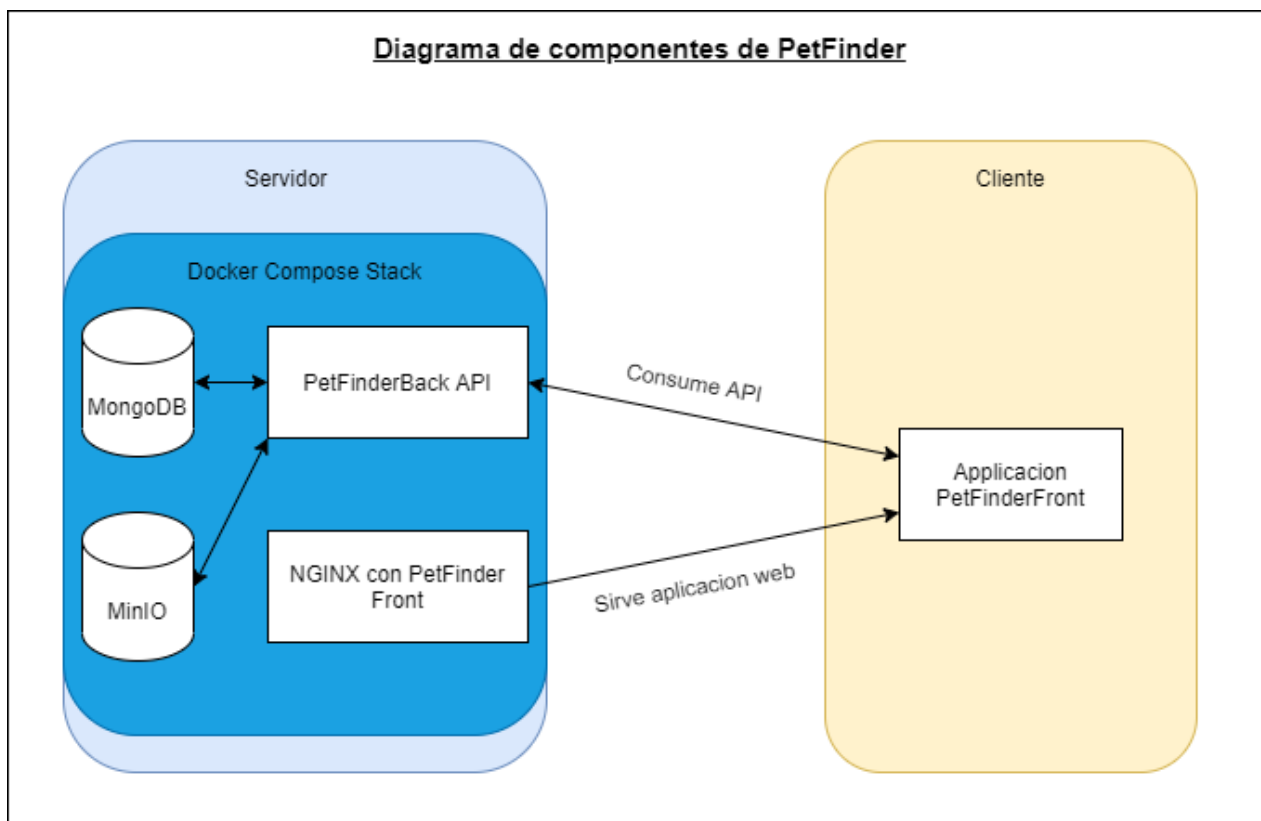 Diagrama de componentes de PetFinder
Servidor
Docker Compose Stack
MongoDB
PetFinderBack API
MinIO
NGINX con PetFinder
Front
Consume API
Sirve aplicacion web
Cliente
Applicacion
PetFinderFront